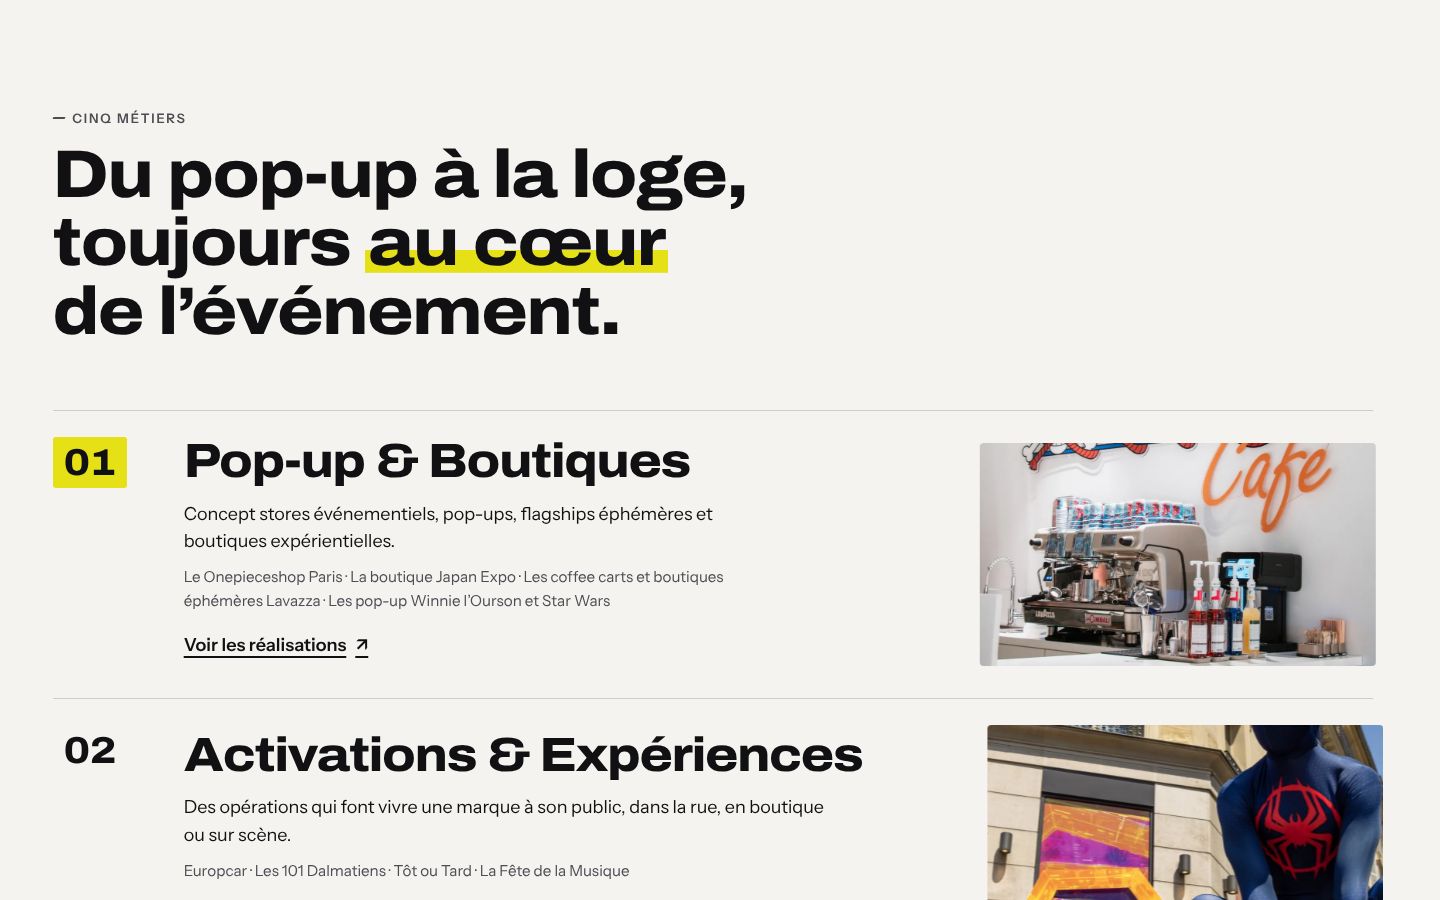 — CINQ MÉTIERS
Du pop-up à la loge,
toujours au cœur
de l’événement.
01
Pop-up & Boutiques
Concept stores événementiels, pop-ups, flagships éphémères et
boutiques expérientielles.
Le Onepieceshop Paris · La boutique Japan Expo · Les coffee carts et boutiques
éphémères Lavazza · Les pop-up Winnie l’Ourson et Star Wars
Voir les réalisations ↗
Cafe
02
Activations & Expériences
Des opérations qui font vivre une marque à son public, dans la rue, en boutique
ou sur scène.
Europcar · Les 101 Dalmatiens · Tôt ou Tard · La Fête de la Musique